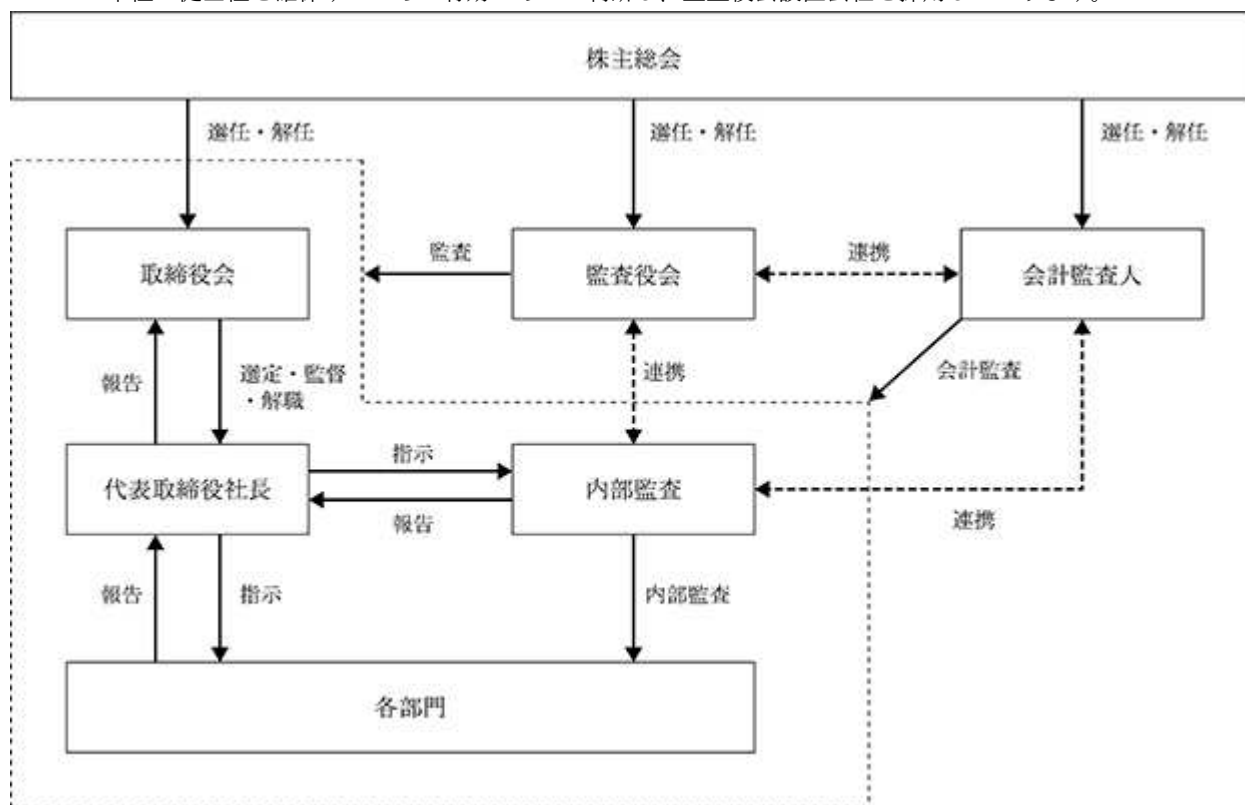 株主総会
選任・解任
選任・解任
選任・解任
取締役会
監査
監査役会
連携
会計監査人
報告
選定・監督
・解職
連携
会計監査
代表取締役社長
指示
報告
内部監査
連携
報告
指示
内部監査
各部門